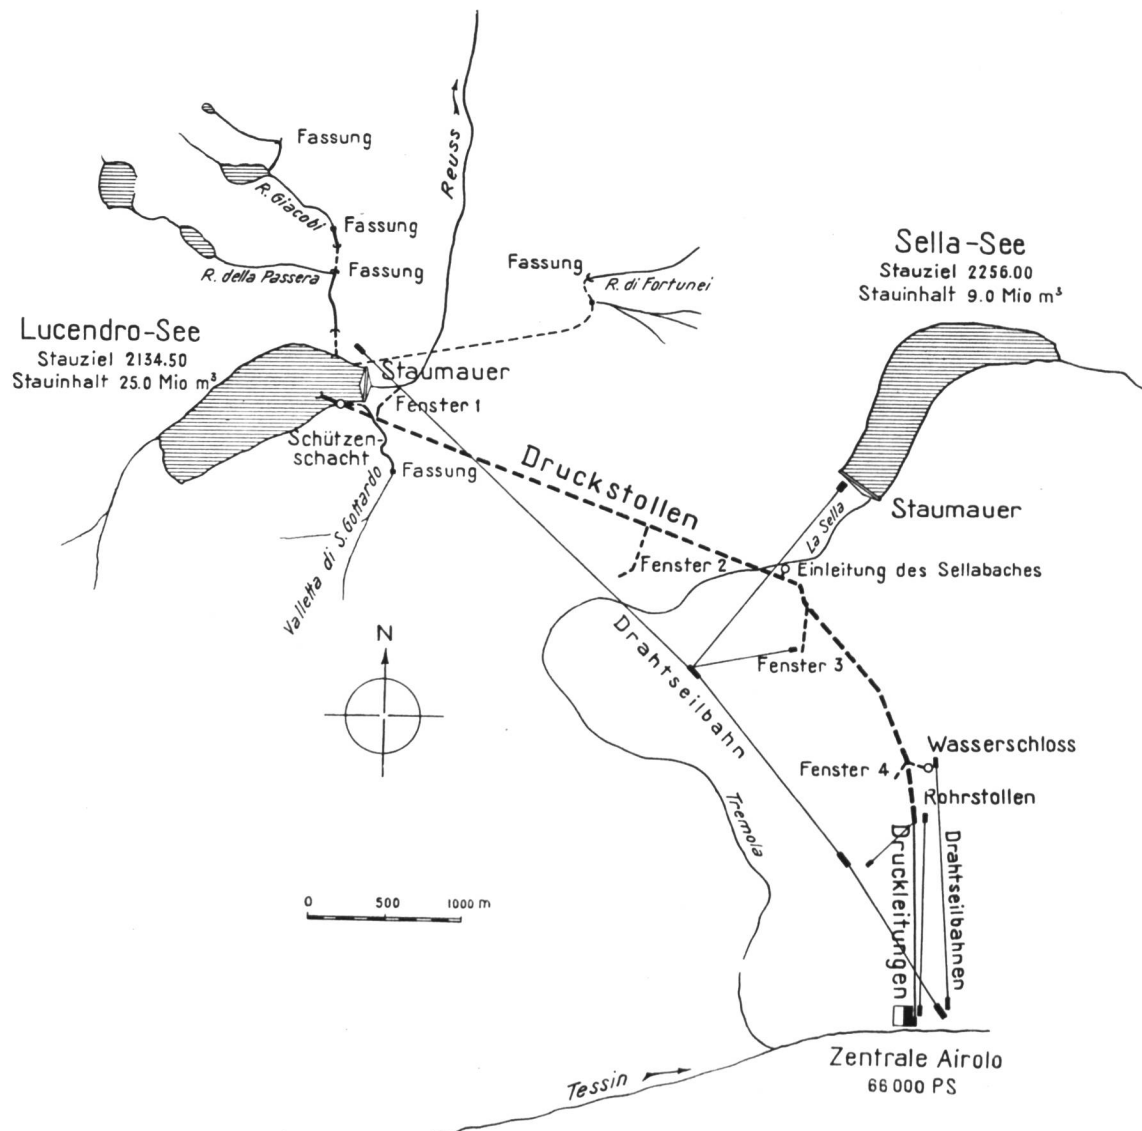 Fassung
Reuss
R. Giacobi
Fassung
R. della Passera
Fassung
Fassung
R. di Fortunei
Sella-See
Stauziel 2256.00
Stauinhalt 9.0 Mio m³
Lucendro-See
Stauziel 2134.50
Stauinhalt 25.0 Mio m³
Staumauer
Fenster 1
Schützen-
schacht
Fassung
Valletta di S. Gottardo
Druckstollen
Staumauer
La Sella
Fenster 2
Einleitung des Sellabaches
N
Drahtseilbahn
Fenster 3
Wasserschloss
Fenster 4
Rohrstollen
Tremola
Druckleitungen
Drahtseilbahnen
0 500 1000 m
Zentrale Airolo
66000 PS
Tessin